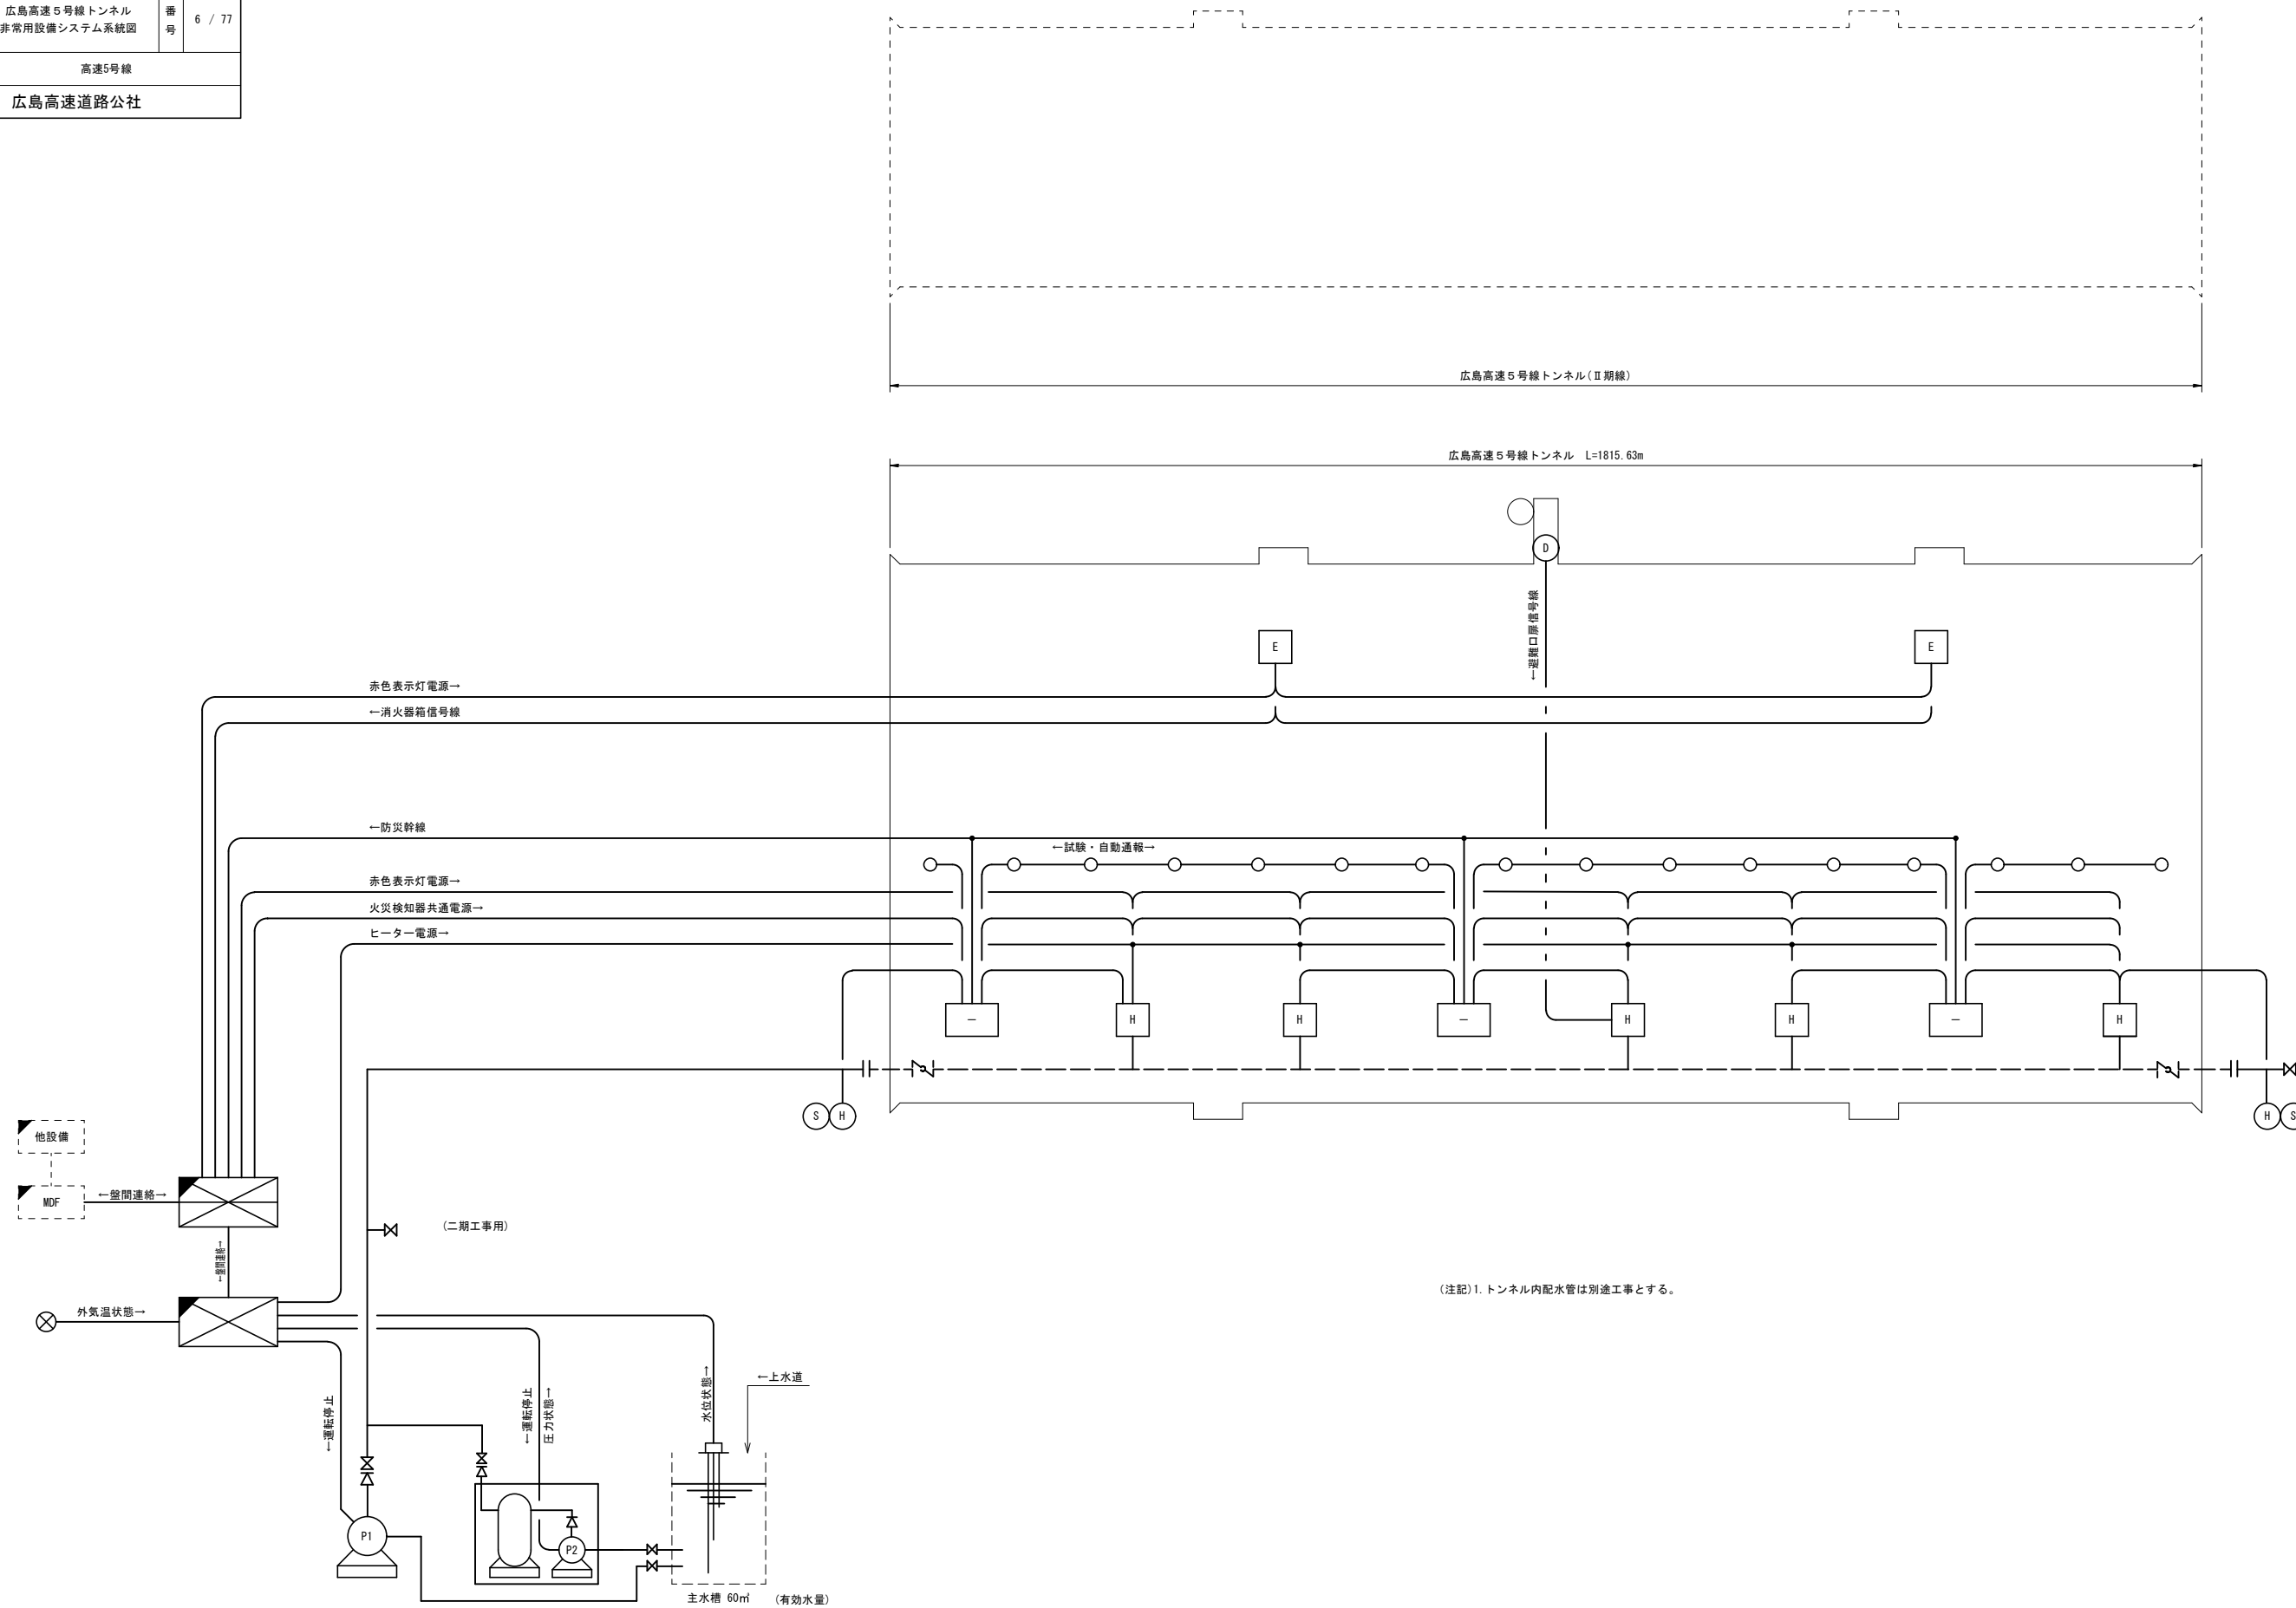 広島高速５号線トンネル
非常用設備システム系統図
番号
6 / 77
高速5号線
広島高速道路公社
広島高速５号線トンネル(Ⅱ期線)
広島高速５号線トンネル　L=1815.63m
D
←避難口扉信号線
E
E
赤色表示灯電源→
←消火器箱信号線
←防災幹線
←試験・自動通報→
赤色表示灯電源→
火災検知器共通電源→
ヒーター電源→
H
H
H
H
H
S
H
H
S
他設備
MDF
←盤間連絡→
←盤間連絡→
(二期工事用)
外気温状態→
(注記)1.トンネル内配水管は別途工事とする。
←運転停止
←運転停止
圧力状態→
水位状態→
←上水道
P1
P2
主水槽 60㎥
(有効水量)